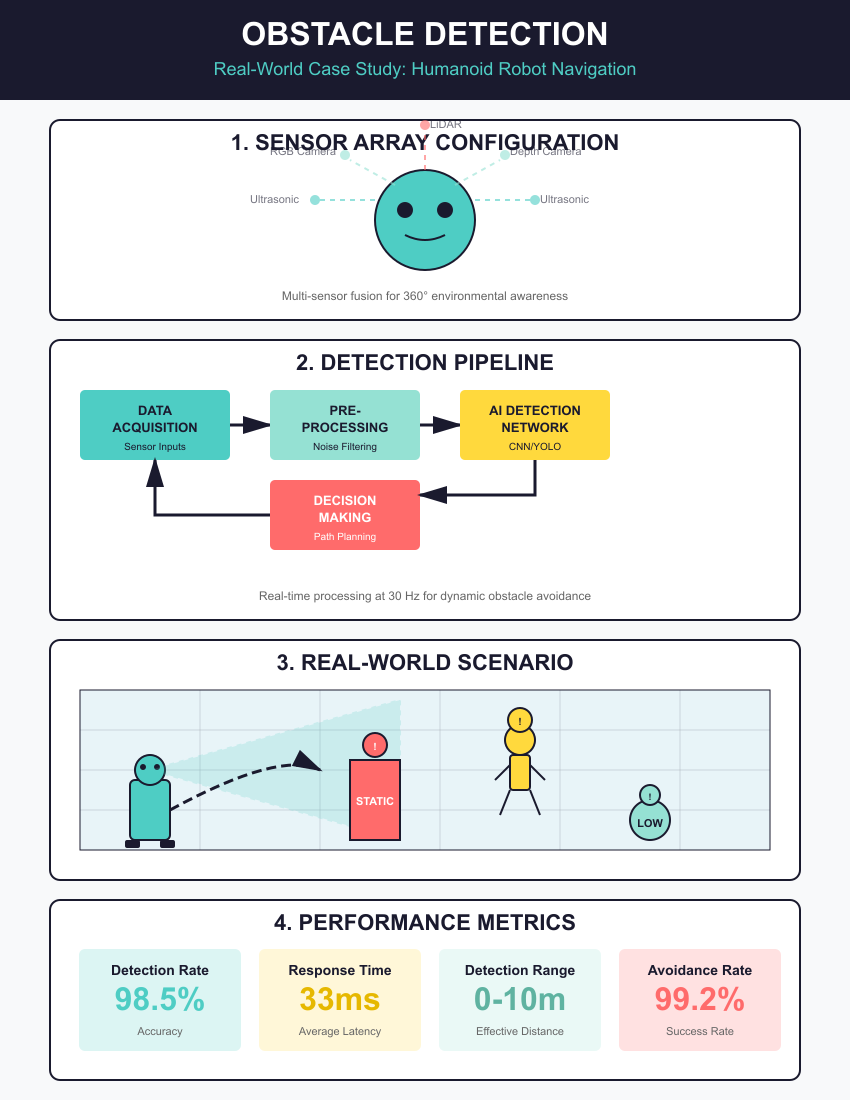 OBSTACLE DETECTION
Real-World Case Study: Humanoid Robot Navigation
LiDAR
1. SENSOR ARRAY CONFIGURATION
RGB Camera
Depth Camera
Ultrasonic
Ultrasonic
Multi-sensor fusion for 360° environmental awareness
2. DETECTION PIPELINE
DATA
ACQUISITION
Sensor Inputs
PRE-
PROCESSING
Noise Filtering
AI DETECTION
NETWORK
CNN/YOLO
DECISION
MAKING
Path Planning
Real-time processing at 30 Hz for dynamic obstacle avoidance
3. REAL-WORLD SCENARIO
!
STATIC
!
!
LOW
4. PERFORMANCE METRICS
Detection Rate
98.5%
Accuracy
Response Time
33ms
Average Latency
Detection Range
0-10m
Effective Distance
Avoidance Rate
99.2%
Success Rate